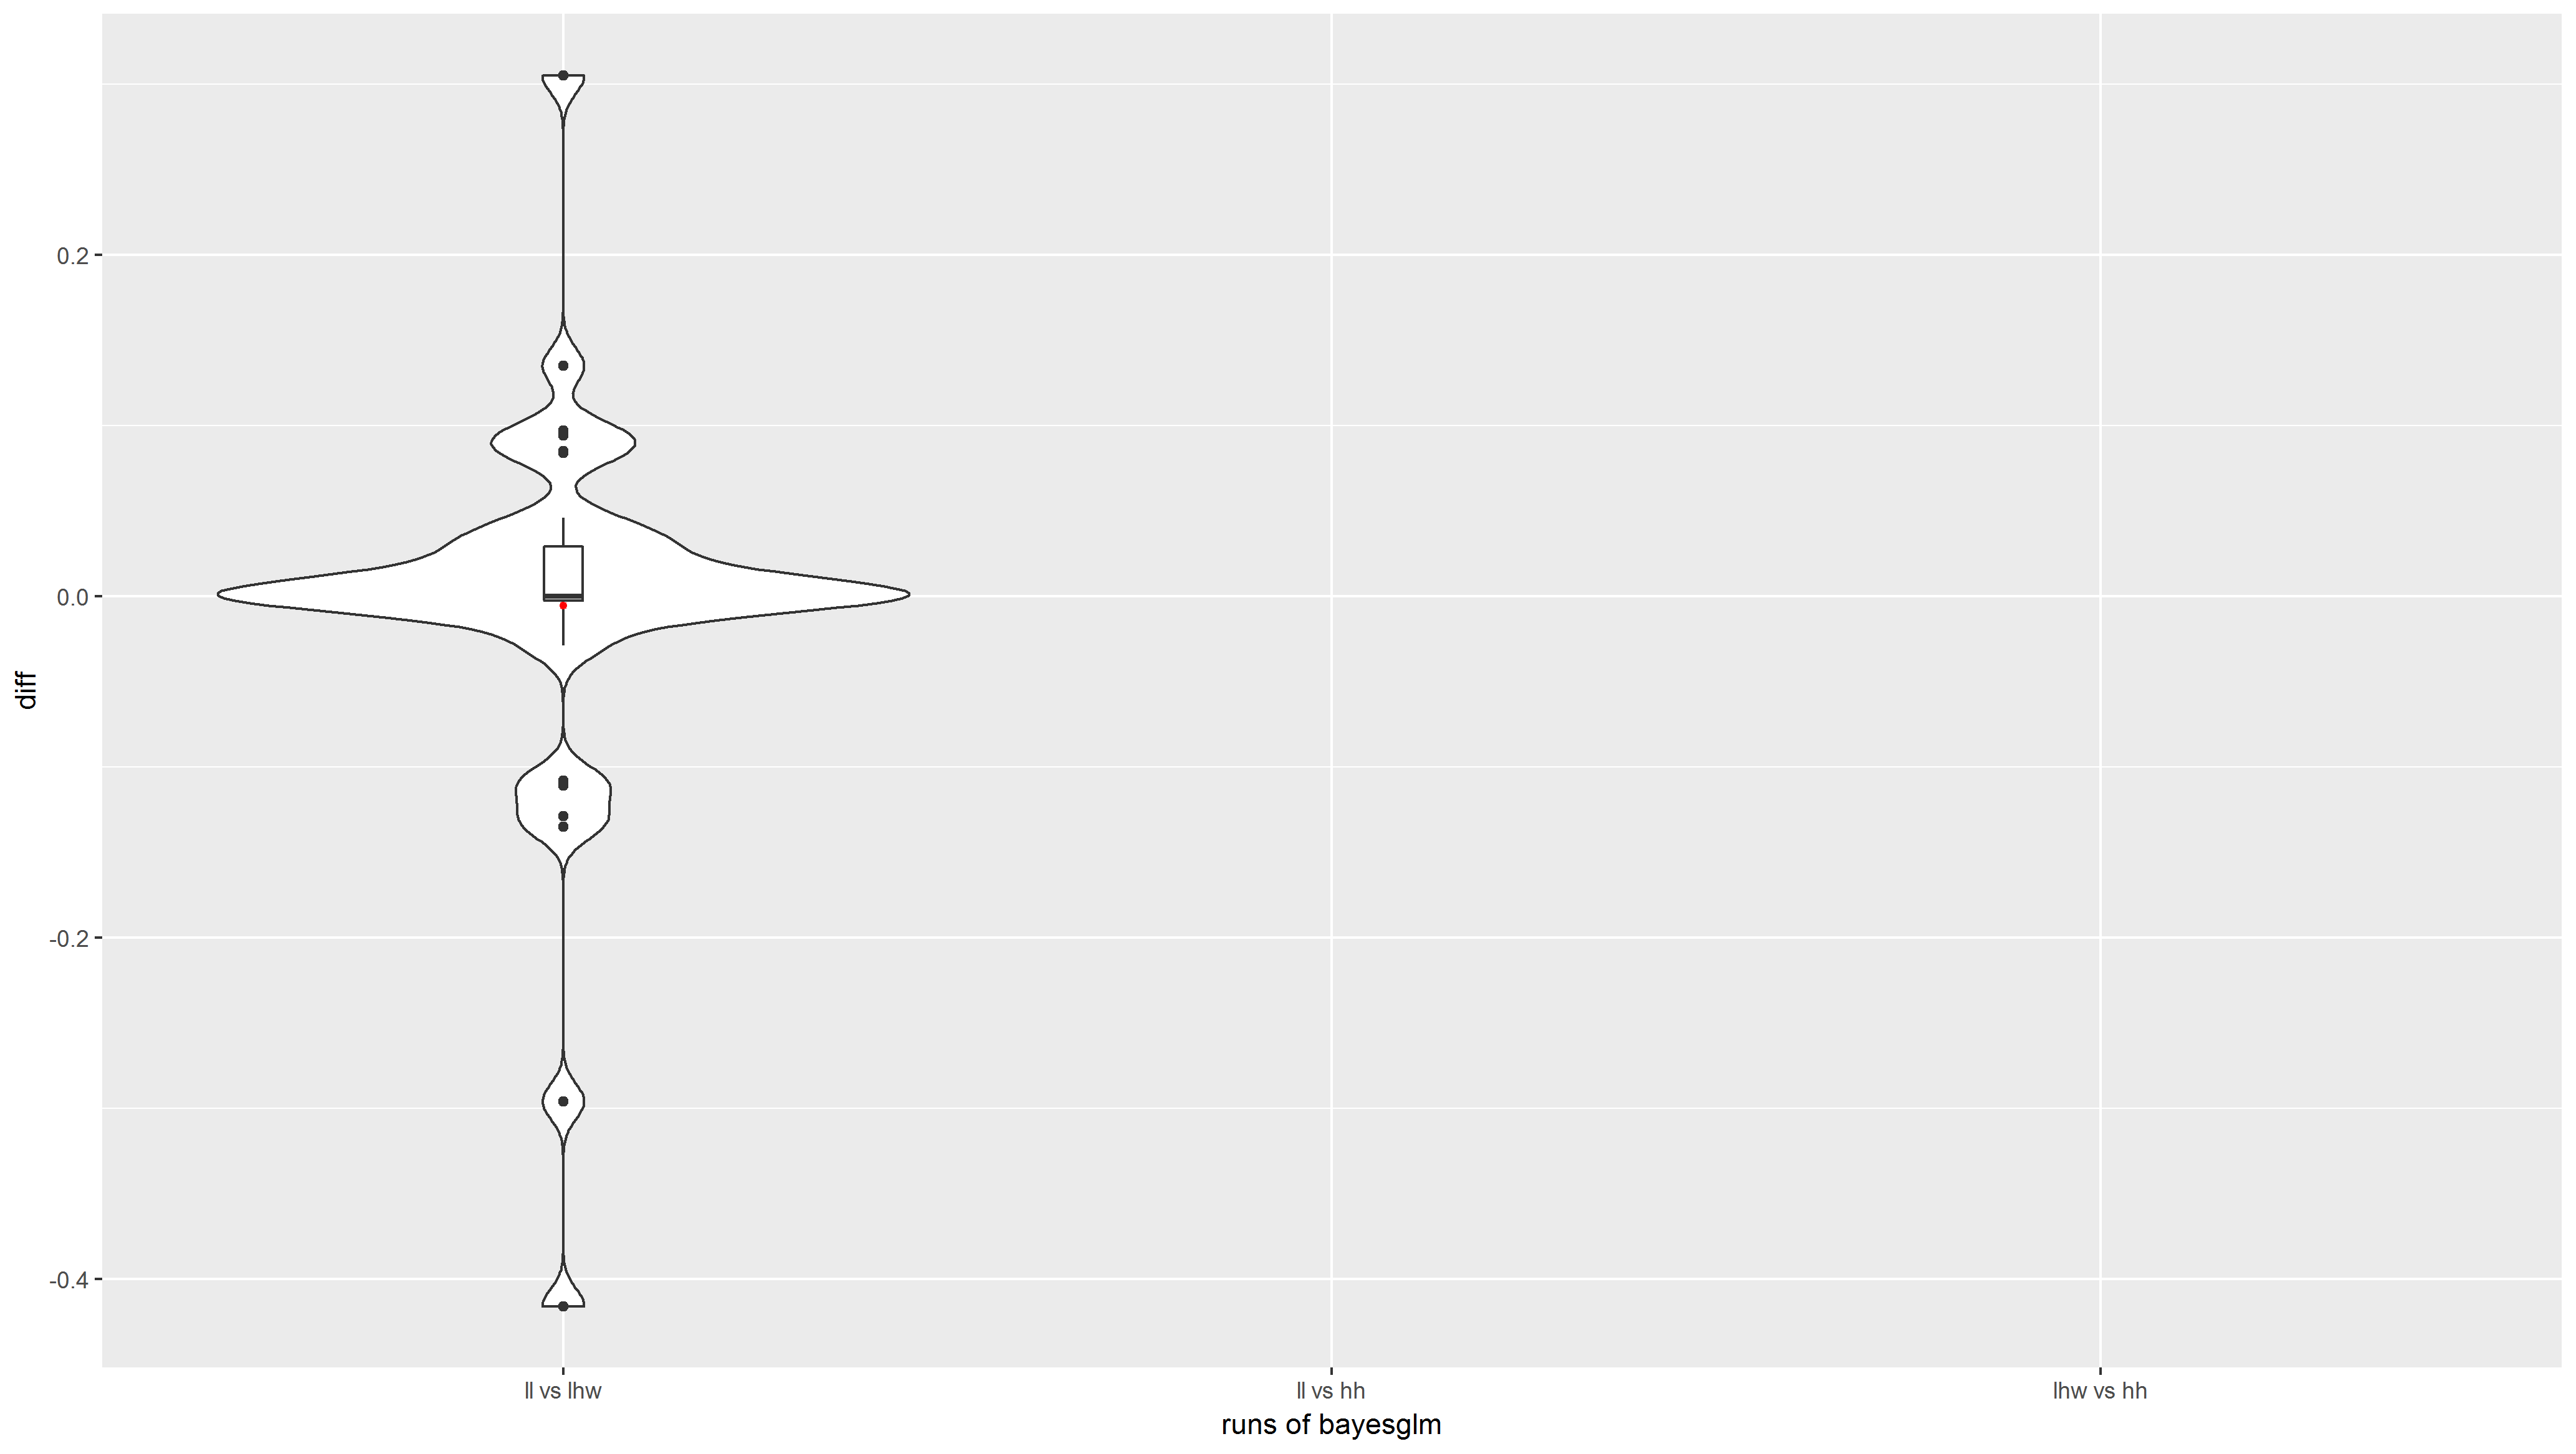 diff
0.2
0.0
-0.2
-0.4
ll vs lhw
ll vs hh
lhw vs hh
runs of bayesglm